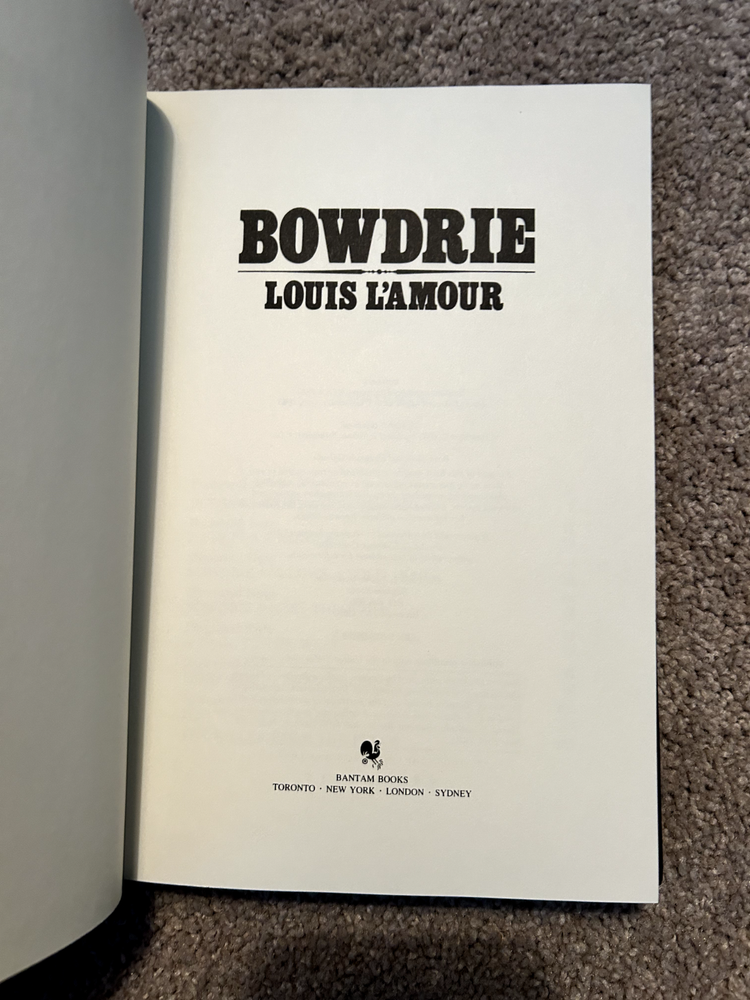 BOWDRIE
LOUIS L'AMOUR
BANTAM BOOKS
TORONTO · NEW YORK · LONDON · SYDNEY